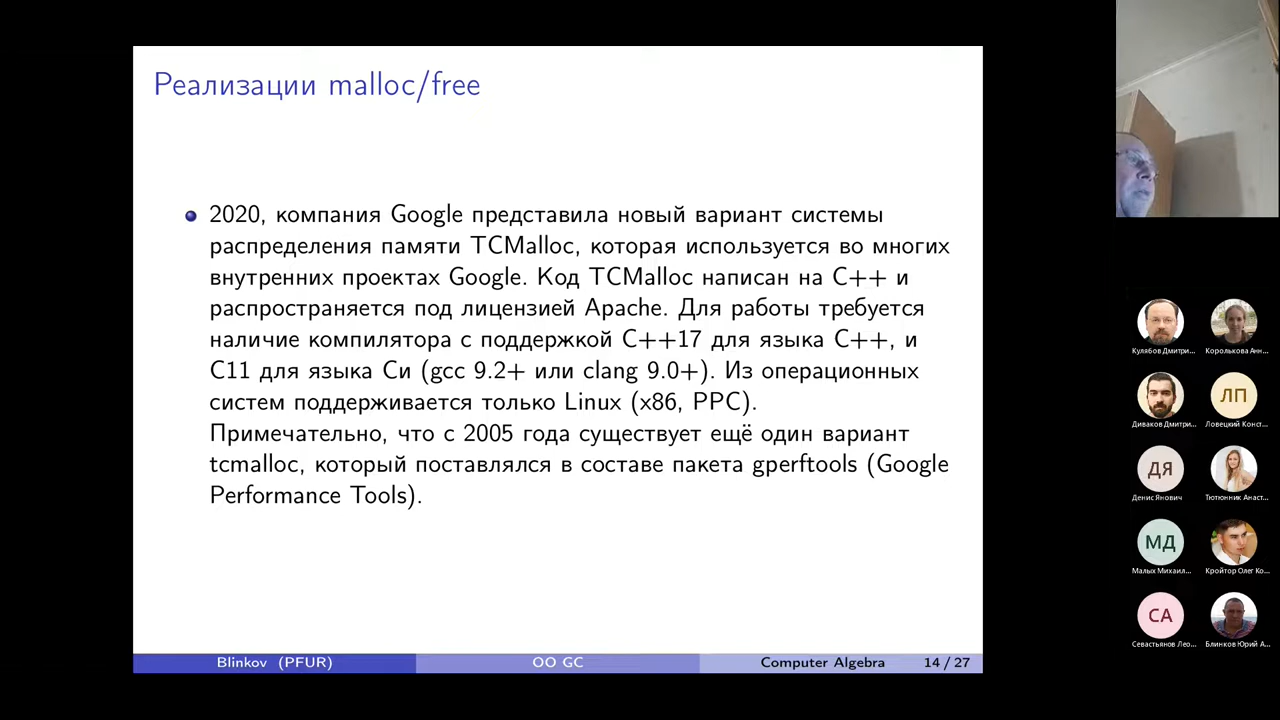 Реализации malloc/free
2020, компания Google представила новый вариант системы
распределения памяти TCMalloc, которая используется во многих
внутренних проектах Google. Код TCMalloc написан на C++ и
распространяется под лицензией Apache. Для работы требуется
наличие компилятора с поддержкой C++17 для языка C++, и
C11 для языка Си (gcc 9.2+ или clang 9.0+). Из операционных
систем поддерживается только Linux (x86, PPC).
Примечательно, что с 2005 года существует ещё один вариант
tcmalloc, который поставлялся в составе пакета gperftools (Google
Performance Tools).
Blinkov (PFUR) OO GC Computer Algebra 14 / 27
Кулябов Дмитри... Королькова Анн...
ЛП
Диваков Дмитри... Ловецкий Конст...
ДЯ
Денис Янович Тютюнник Анаст...
МД
Малых Михаил... Кройтор Олег Ко...
СА
Севастьянов Лео... Блинков Юрий А...